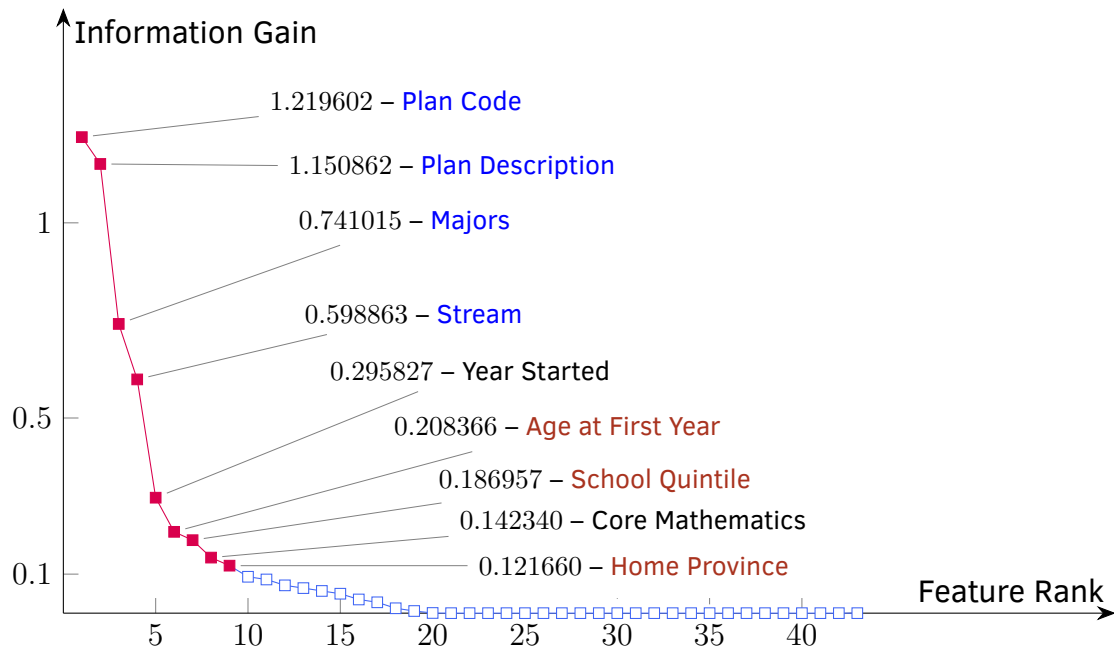 Information Gain
1.219602 – Plan Code
1.150862 – Plan Description
0.741015 – Majors
1
0.598863 – Stream
0.295827 – Year Started
0.5
0.208366 – Age at First Year
0.186957 – School Quintile
0.142340 – Core Mathematics
0.121660 – Home Province
0.1
Feature Rank
5 10 15 20 25 30 35 40